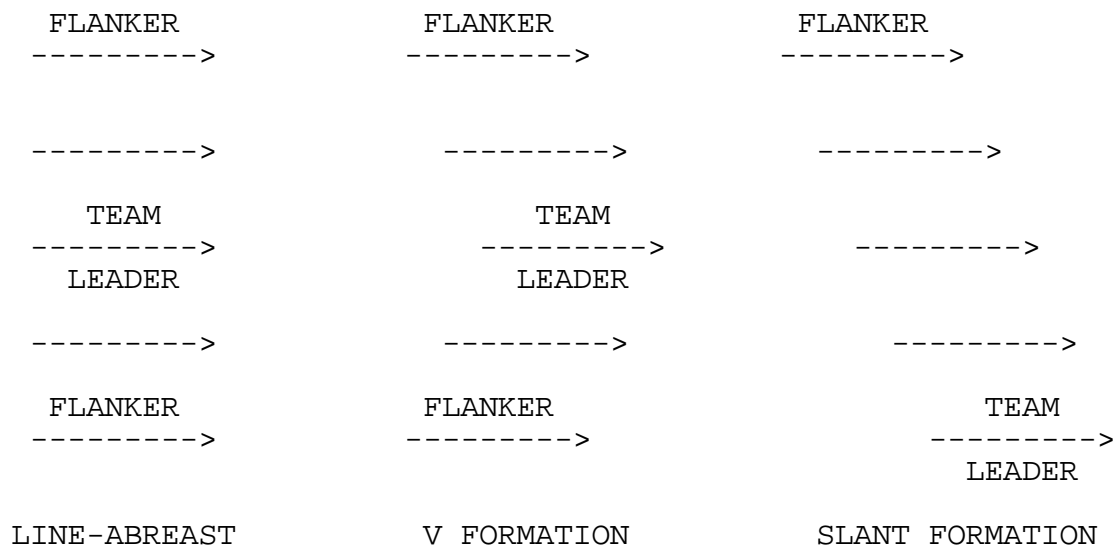 FLANKER FLANKER FLANKER
---------> ---------> --------->
---------> ---------> --------->
TEAM TEAM
---------> ---------> --------->
LEADER LEADER
---------> ---------> --------->
FLANKER FLANKER TEAM
---------> ---------> --------->
LEADER
LINE-ABREAST V FORMATION SLANT FORMATION